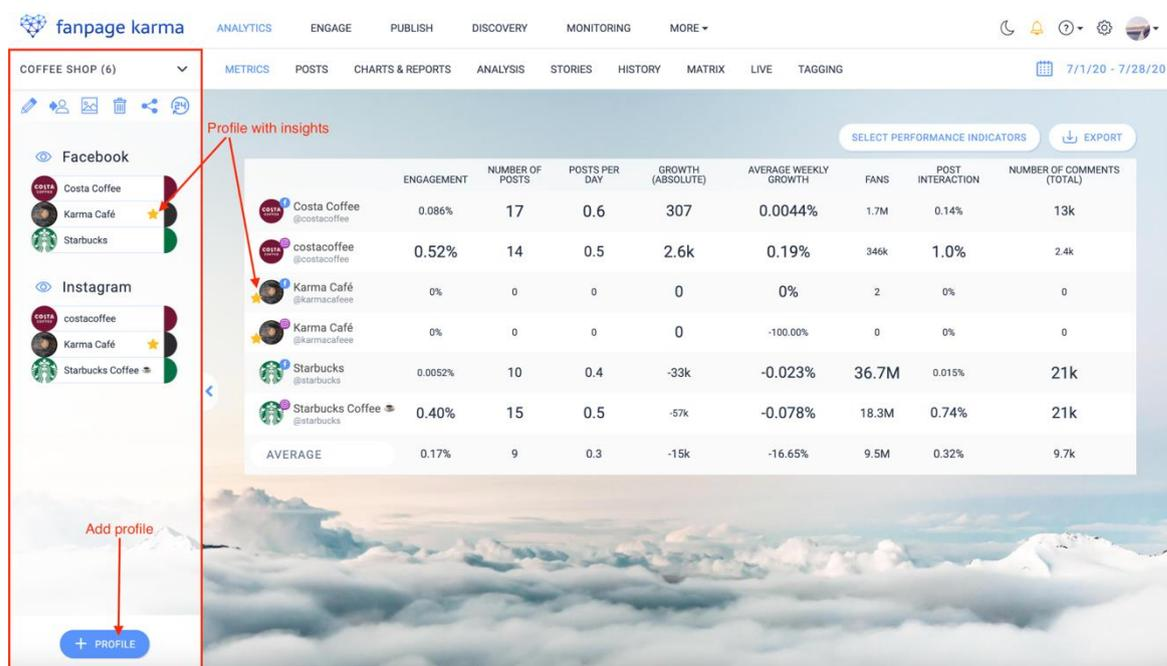 fanpage karma
ANALYTICS ENGAGE PUBLISH DISCOVERY MONITORING MORE
COFFEE SHOP (6)
METRICS POSTS CHARTS & REPORTS ANALYSIS STORIES HISTORY MATRIX LIVE TAGGING
7/1/20 - 7/28/20
24
Profile with insights
SELECT PERFORMANCE INDICATORS
EXPORT
Facebook
Costa Coffee
Karma Café
Starbucks
Instagram
costacoffee
Karma Café
Starbucks Coffee
ENGAGEMENT NUMBER OF POSTS POSTS PER DAY GROWTH (ABSOLUTE) AVERAGE WEEKLY GROWTH FANS POST INTERACTION NUMBER OF COMMENTS (TOTAL)
Costa Coffee 0.086% 17 0.6 307 0.0044% 1.7M 0.14% 13k
@costacoffee
costacoffee 0.52% 14 0.5 2.6k 0.19% 346k 1.0% 2.4k
@costacoffee
Karma Café 0% 0 0 0 0% 2 0% 0
@karmacafeee
Karma Café 0% 0 0 0 -100.00% 0 0% 0
@karmacafeee
Starbucks 0.0052% 10 0.4 -33k -0.023% 36.7M 0.015% 21k
@starbucks
Starbucks Coffee 0.40% 15 0.5 -57k -0.078% 18.3M 0.74% 21k
@starbucks
AVERAGE 0.17% 9 0.3 -15k -16.65% 9.5M 0.32% 9.7k
Add profile
+ PROFILE